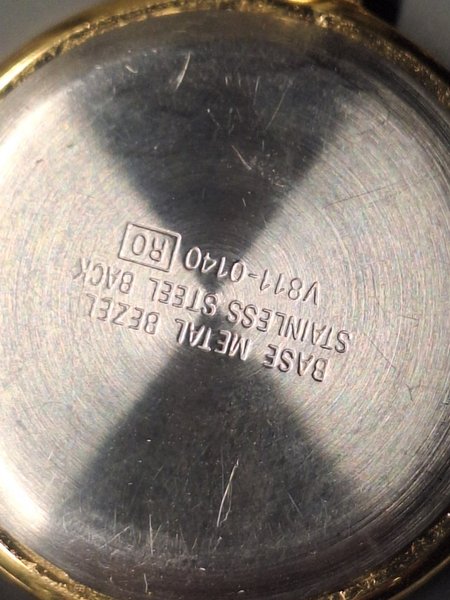 BASE METAL BEZEL
STAINLESS STEEL BACK
V811-0140 RO